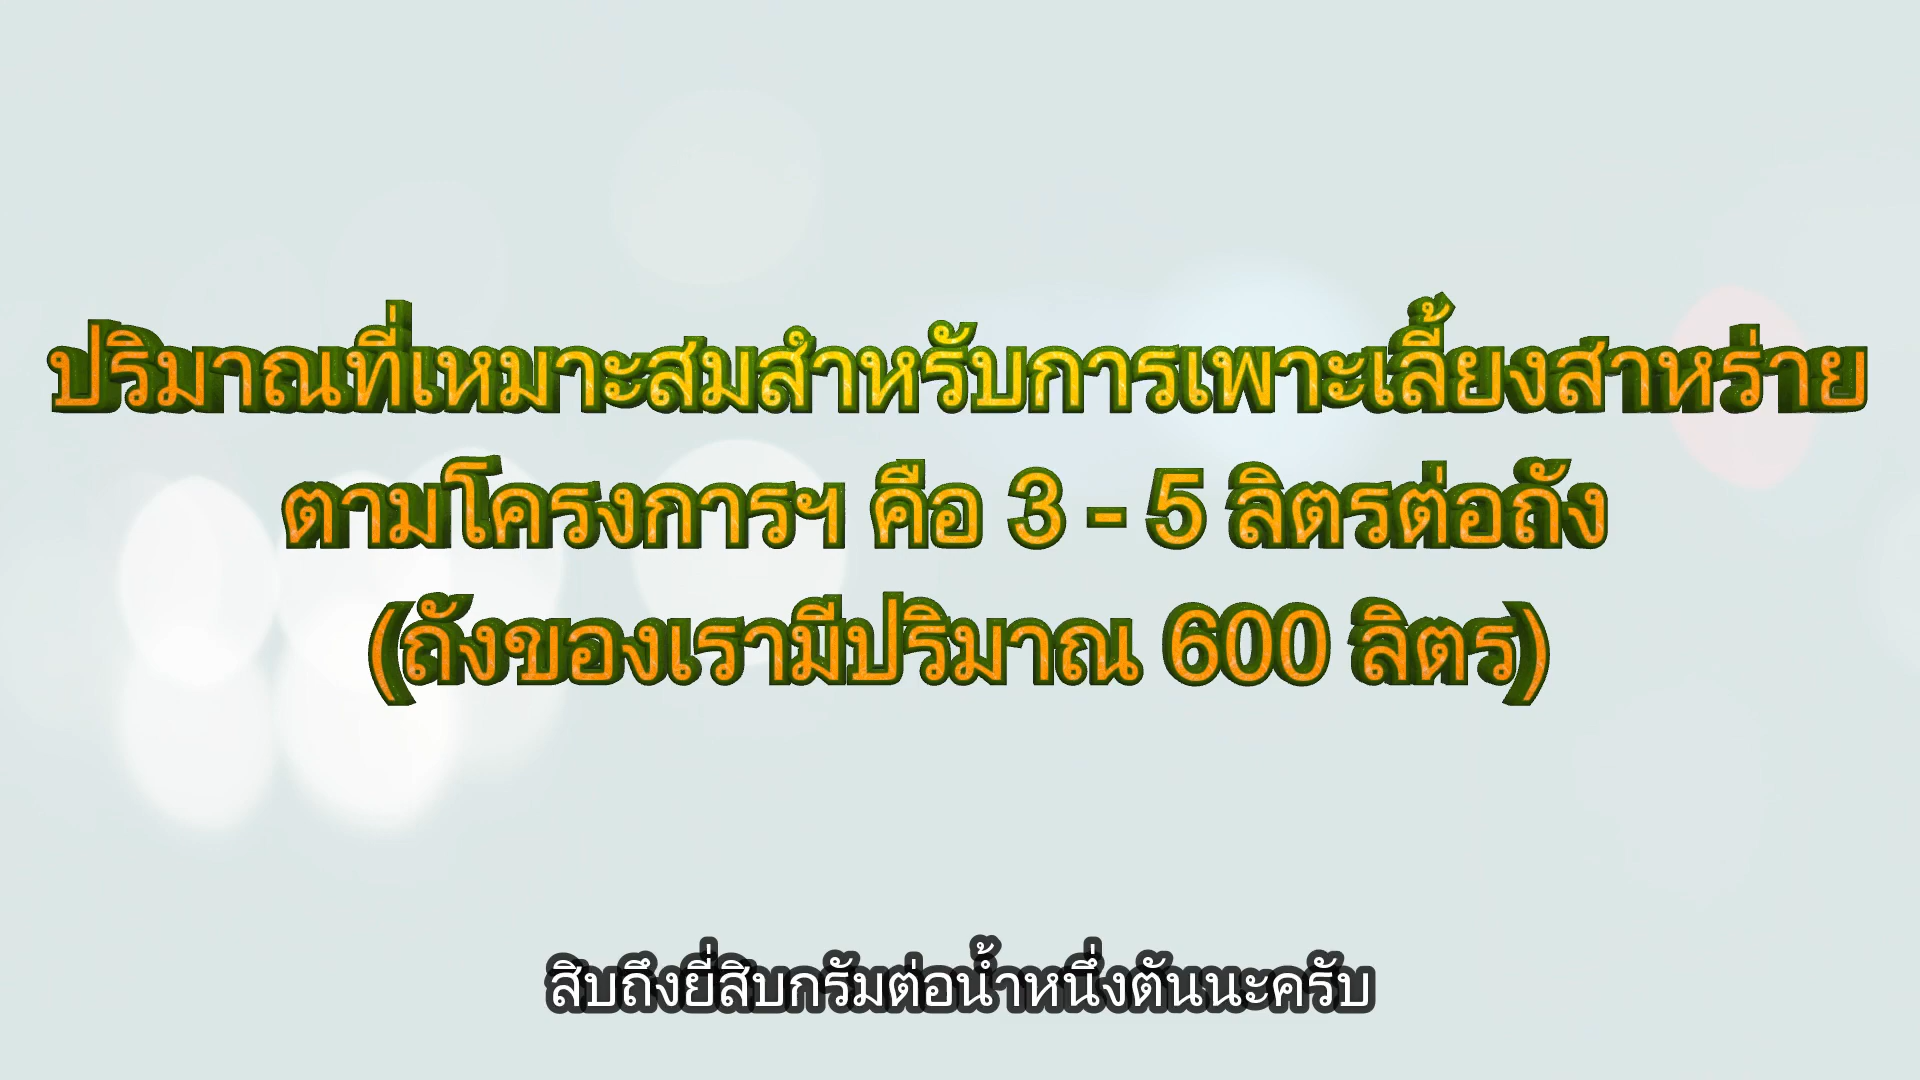 ปริมาณที่เหมาะสมสำหรับการเพาะเลี้ยงสาหร่าย
ตามโครงการฯ คือ 3 - 5 ลิตรต่อถัง
(ถังของเรามีปริมาณ 600 ลิตร)
สิบถึงยี่สิบกรัมต่อน้ำหนึ่งตันนะครับ